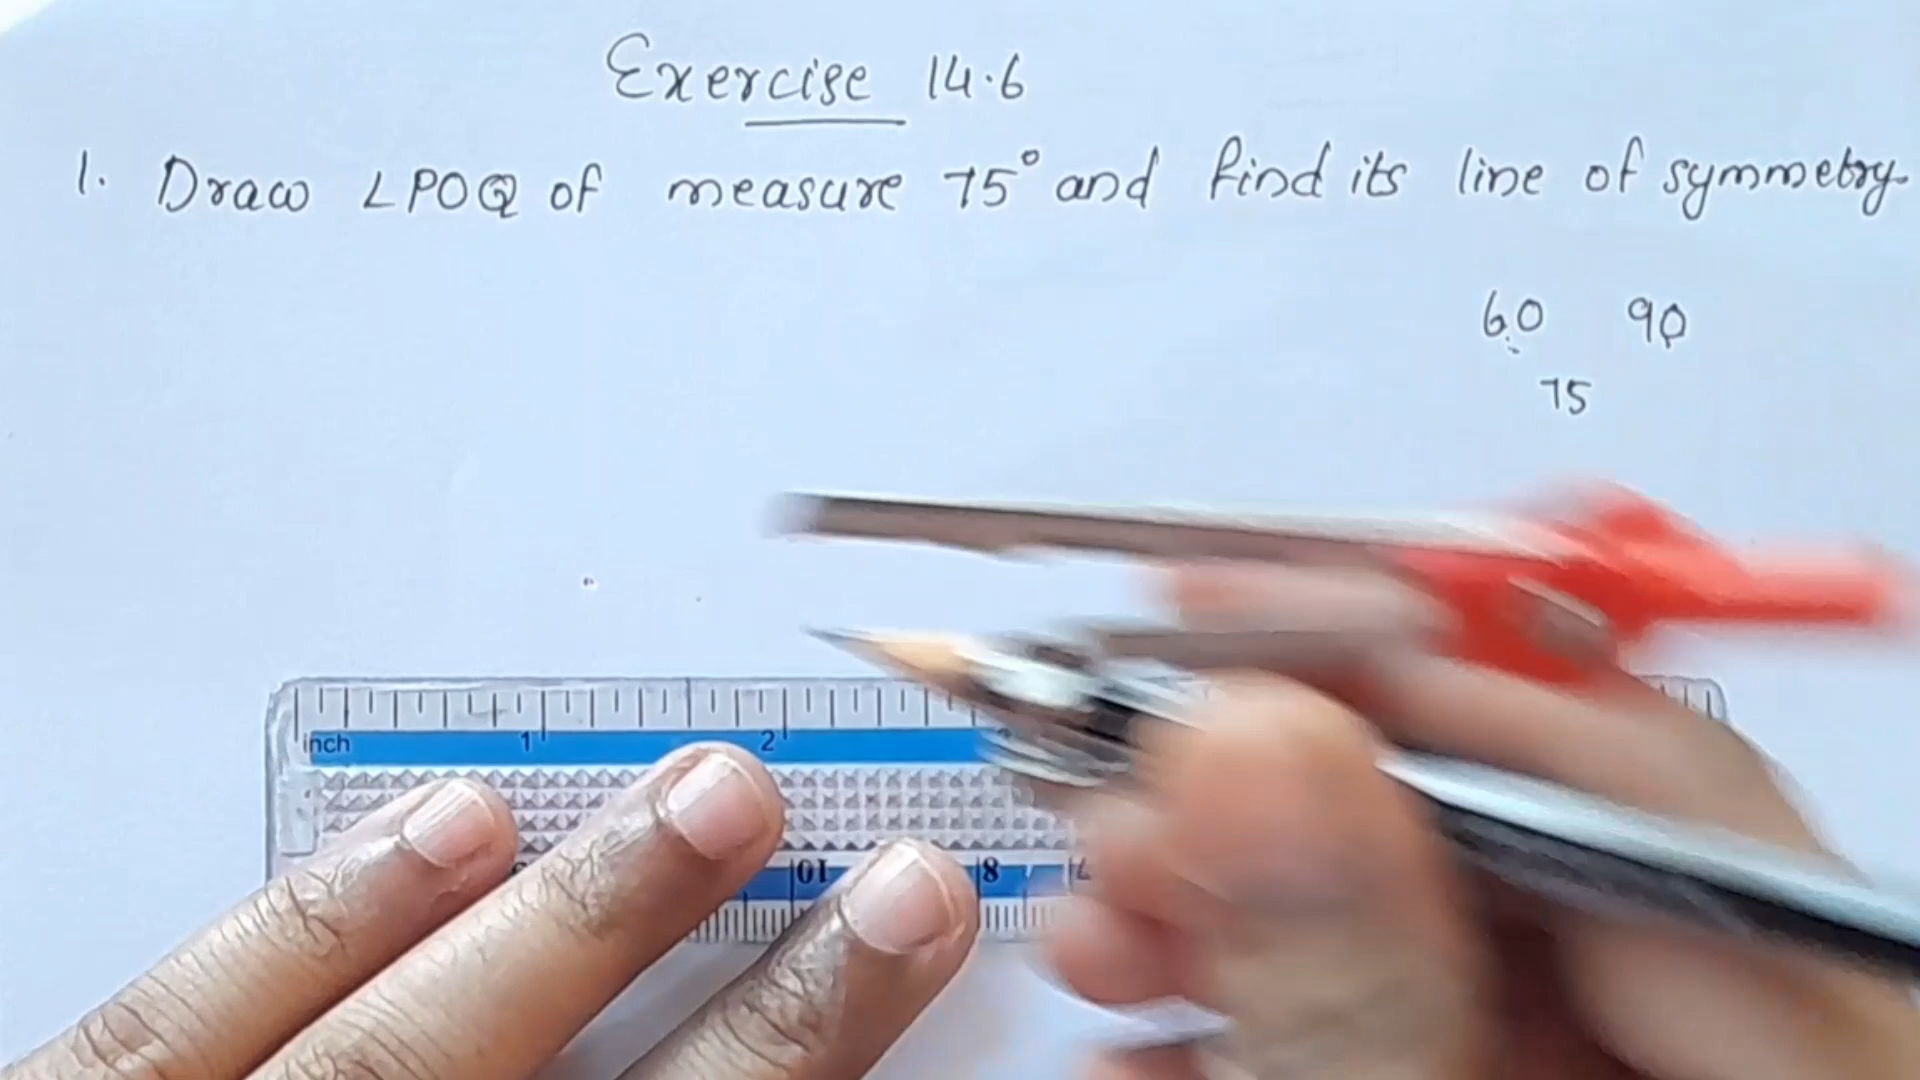 Exercise 14.6
1. Draw ∠POQ of measure 75° and find its line of symmetry.
60 90
75
inch 1 2
10 8 7